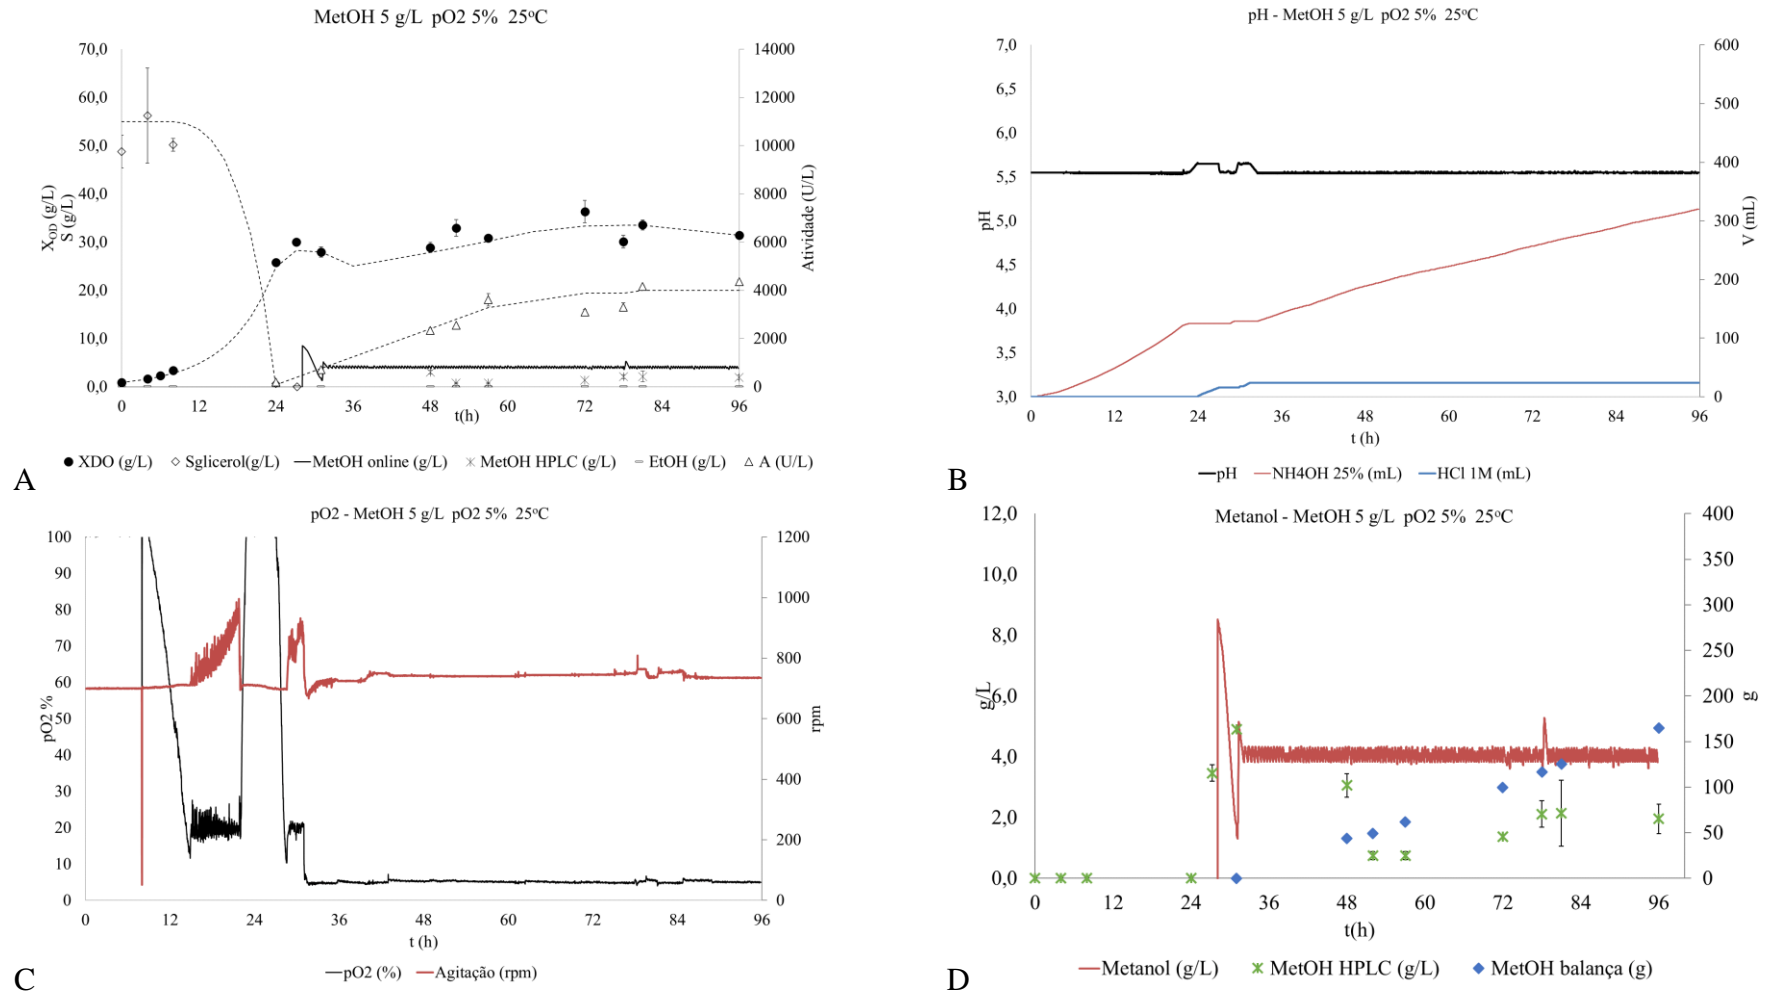 MetOH 5 g/L pO2 5% 25ºC
70,0
60,0
50,0
40,0
30,0
20,0
10,0
0,0
X_OD (g/L)
S (g/L)
14000
12000
10000
8000
6000
4000
2000
0
Atividade (U/L)
0 12 24 36 48 60 72 84 96
t(h)
XDO (g/L) Sglicerol(g/L) MetOH online (g/L) MetOH HPLC (g/L) EtOH (g/L) A (U/L)
A
pH - MetOH 5 g/L pO2 5% 25ºC
7,0
6,5
6,0
5,5
5,0
4,5
4,0
3,5
3,0
pH
600
500
400
300
200
100
0
V (mL)
0 12 24 36 48 60 72 84 96
t (h)
pH NH4OH 25% (mL) HCl 1M (mL)
B
pO2 - MetOH 5 g/L pO2 5% 25ºC
100
90
80
70
60
50
40
30
20
10
0
pO2 %
1200
1000
800
600
400
200
0
rpm
0 12 24 36 48 60 72 84 96
t (h)
pO2 (%) Agitação (rpm)
C
Metanol - MetOH 5 g/L pO2 5% 25ºC
12,0
10,0
8,0
6,0
4,0
2,0
0,0
g/L
400
350
300
250
200
150
100
50
0
g
0 12 24 36 48 60 72 84 96
t(h)
Metanol (g/L) MetOH HPLC (g/L) MetOH balança (g)
D